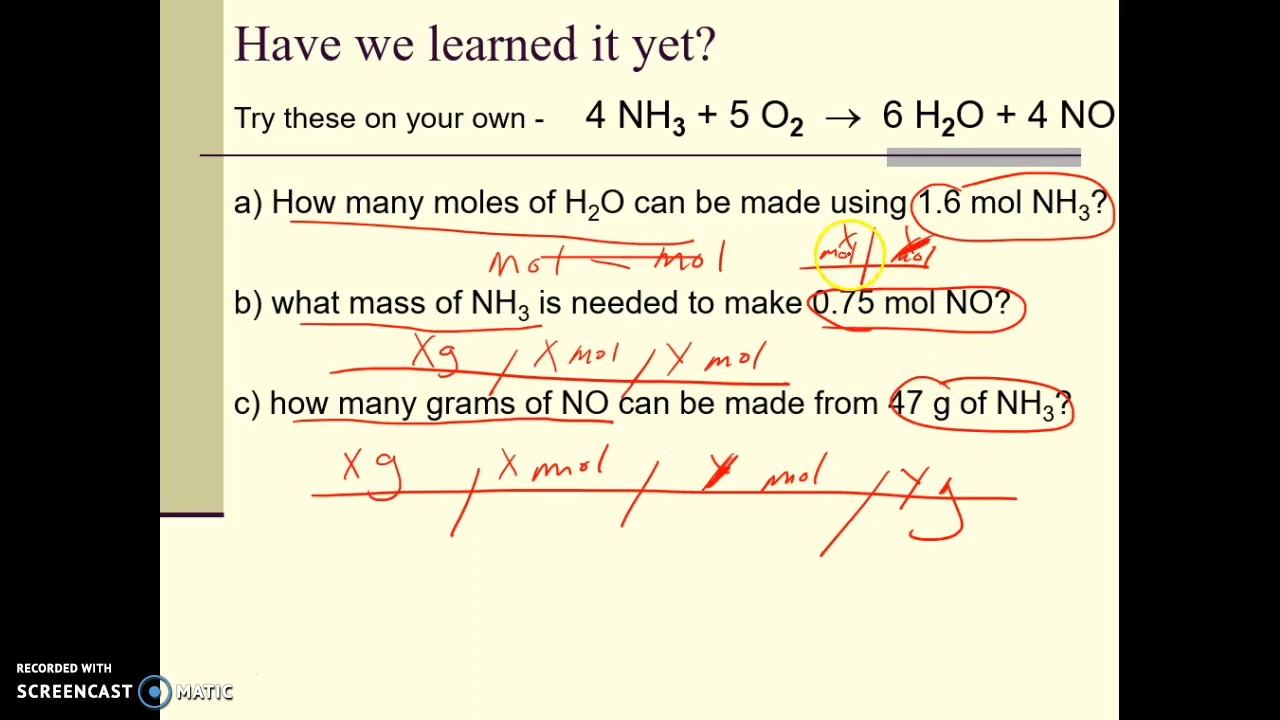 Have we learned it yet?
Try these on your own - 4 NH₃ + 5 O₂ → 6 H₂O + 4 NO
a) How many moles of H₂O can be made using 1.6 mol NH₃?
mol – mol
X mol / Y mol
b) what mass of NH₃ is needed to make 0.75 mol NO?
Xg / X mol / Y mol
c) how many grams of NO can be made from 47 g of NH₃?
X g / X mol / Y mol / Y g
RECORDED WITH
SCREENCAST MATIC